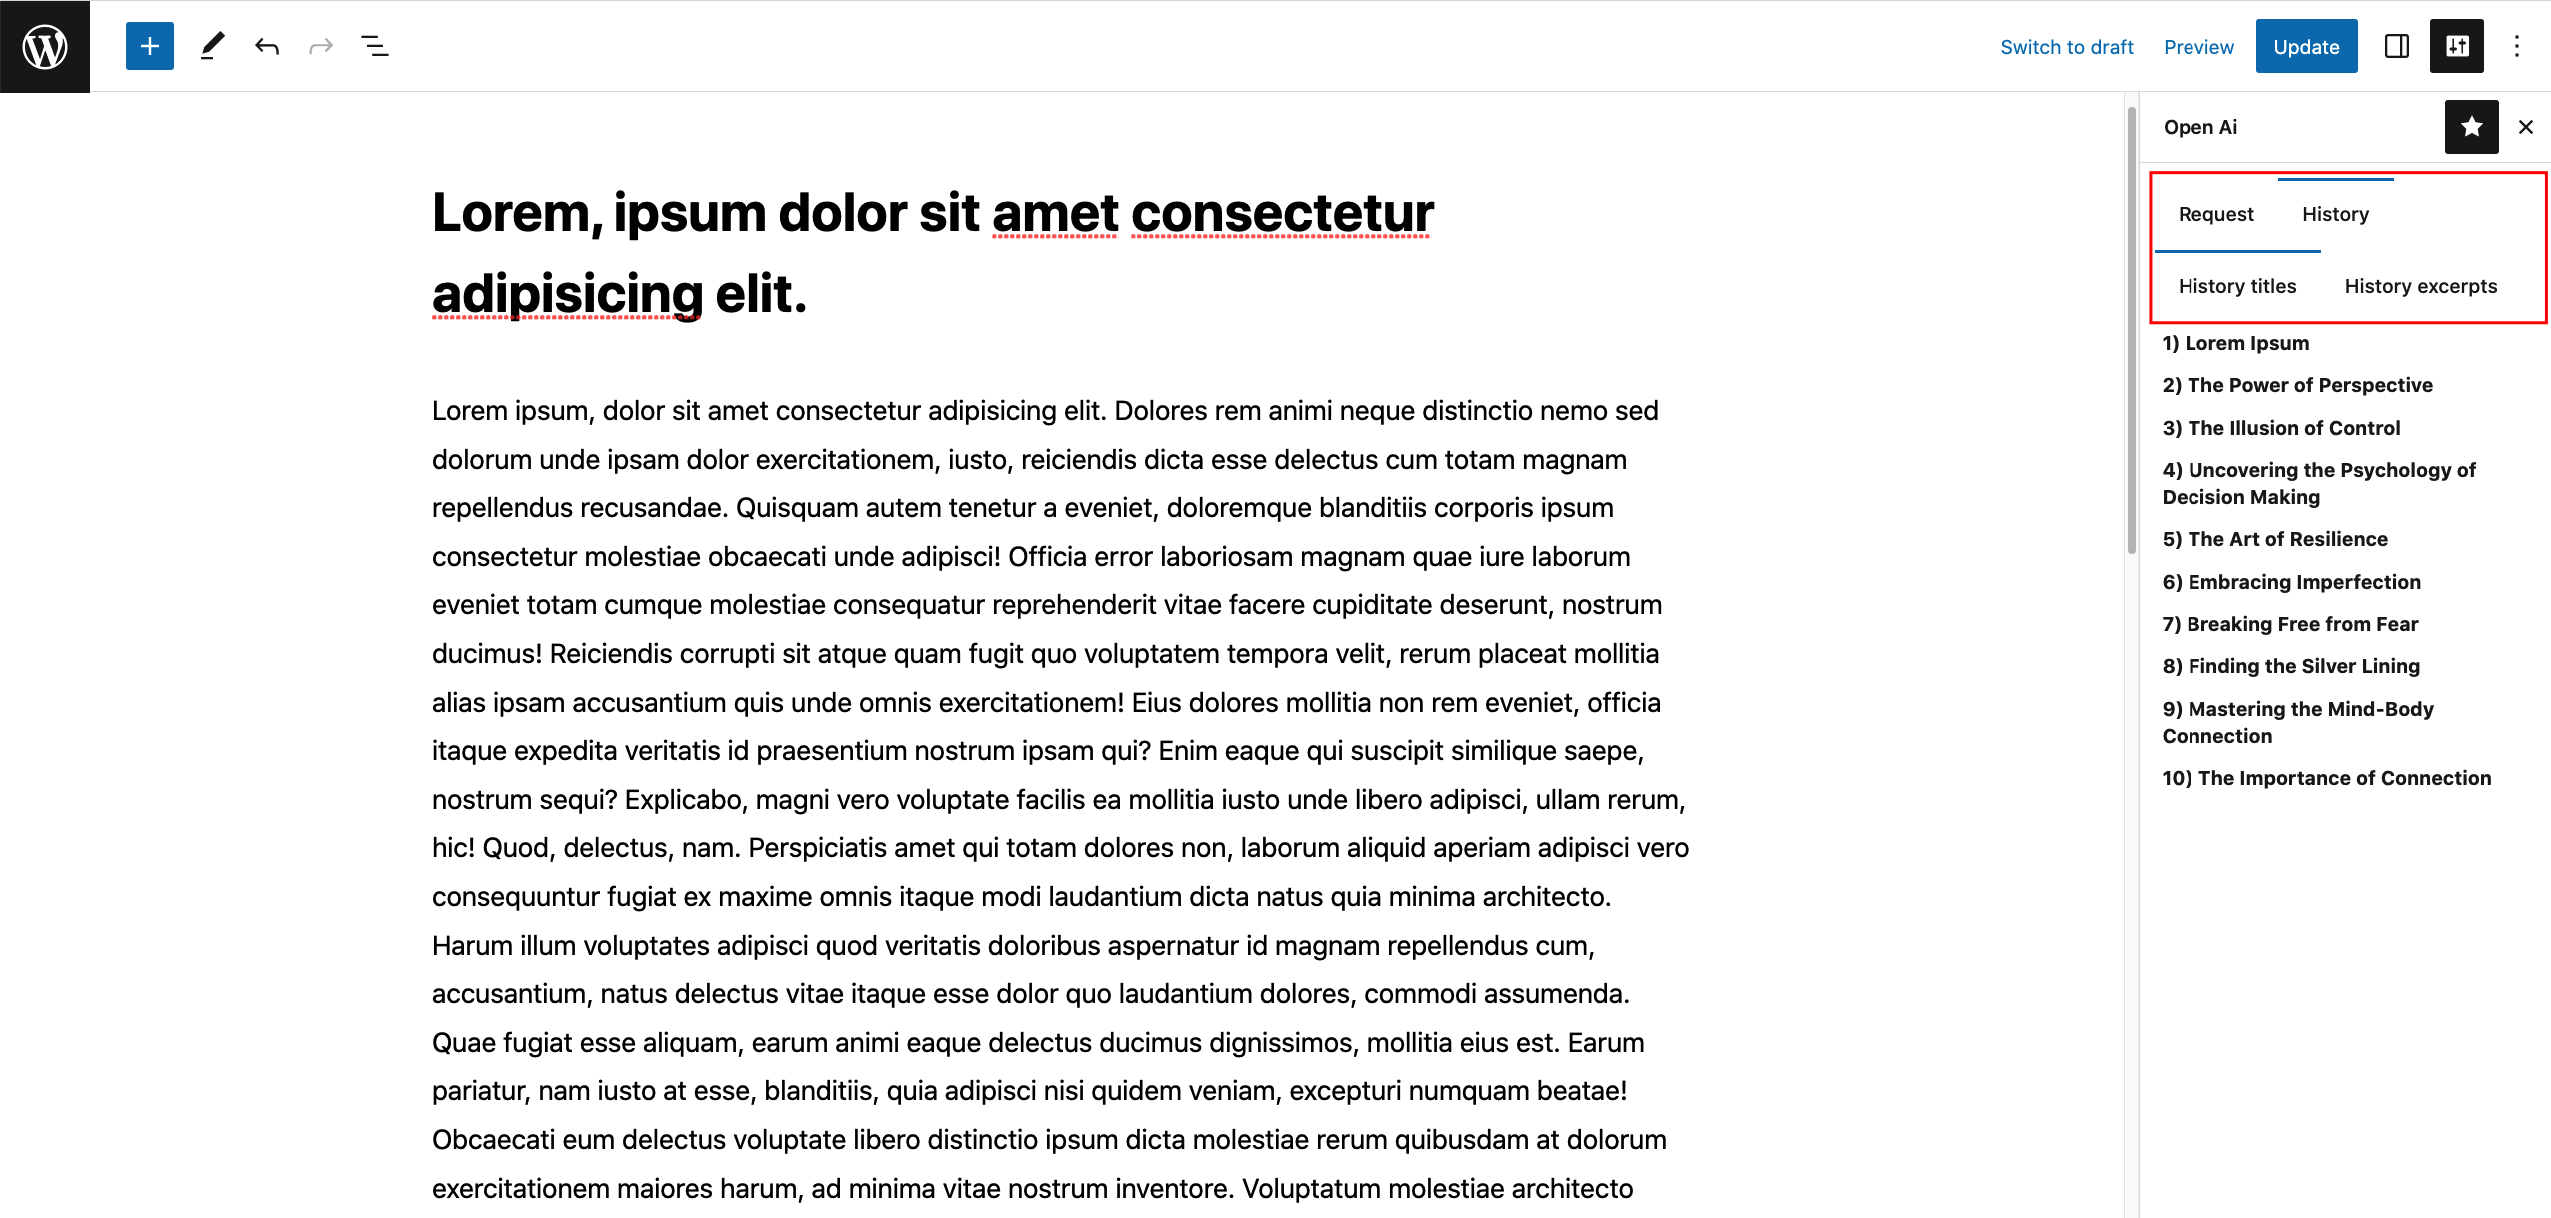 Switch to draft
Preview
Update
Open Ai
Request
History
History titles
History excerpts
1) Lorem Ipsum
2) The Power of Perspective
3) The Illusion of Control
4) Uncovering the Psychology of
Decision Making
5) The Art of Resilience
6) Embracing Imperfection
7) Breaking Free from Fear
8) Finding the Silver Lining
9) Mastering the Mind-Body
Connection
10) The Importance of Connection
Lorem, ipsum dolor sit amet consectetur
adipisicing elit.
Lorem ipsum, dolor sit amet consectetur adipisicing elit. Dolores rem animi neque distinctio nemo sed
dolorum unde ipsam dolor exercitationem, iusto, reiciendis dicta esse delectus cum totam magnam
repellendus recusandae. Quisquam autem tenetur a eveniet, doloremque blanditiis corporis ipsum
consectetur molestiae obcaecati unde adipisci! Officia error laboriosam magnam quae iure laborum
eveniet totam cumque molestiae consequatur reprehenderit vitae facere cupiditate deserunt, nostrum
ducimus! Reiciendis corrupti sit atque quam fugit quo voluptatem tempora velit, rerum placeat mollitia
alias ipsam accusantium quis unde omnis exercitationem! Eius dolores mollitia non rem eveniet, officia
itaque expedita veritatis id praesentium nostrum ipsam qui? Enim eaque qui suscipit similique saepe,
nostrum sequi? Explicabo, magni vero voluptate facilis ea mollitia iusto unde libero adipisci, ullam rerum,
hic! Quod, delectus, nam. Perspiciatis amet qui totam dolores non, laborum aliquid aperiam adipisci vero
consequuntur fugiat ex maxime omnis itaque modi laudantium dicta natus quia minima architecto.
Harum illum voluptates adipisci quod veritatis doloribus aspernatur id magnam repellendus cum,
accusantium, natus delectus vitae itaque esse dolor quo laudantium dolores, commodi assumenda.
Quae fugiat esse aliquam, earum animi eaque delectus ducimus dignissimos, mollitia eius est. Earum
pariatur, nam iusto at esse, blanditiis, quia adipisci nisi quidem veniam, excepturi numquam beatae!
Obcaecati eum delectus voluptate libero distinctio ipsum dicta molestiae rerum quibusdam at dolorum
exercitationem maiores harum, ad minima vitae nostrum inventore. Voluptatum molestiae architecto